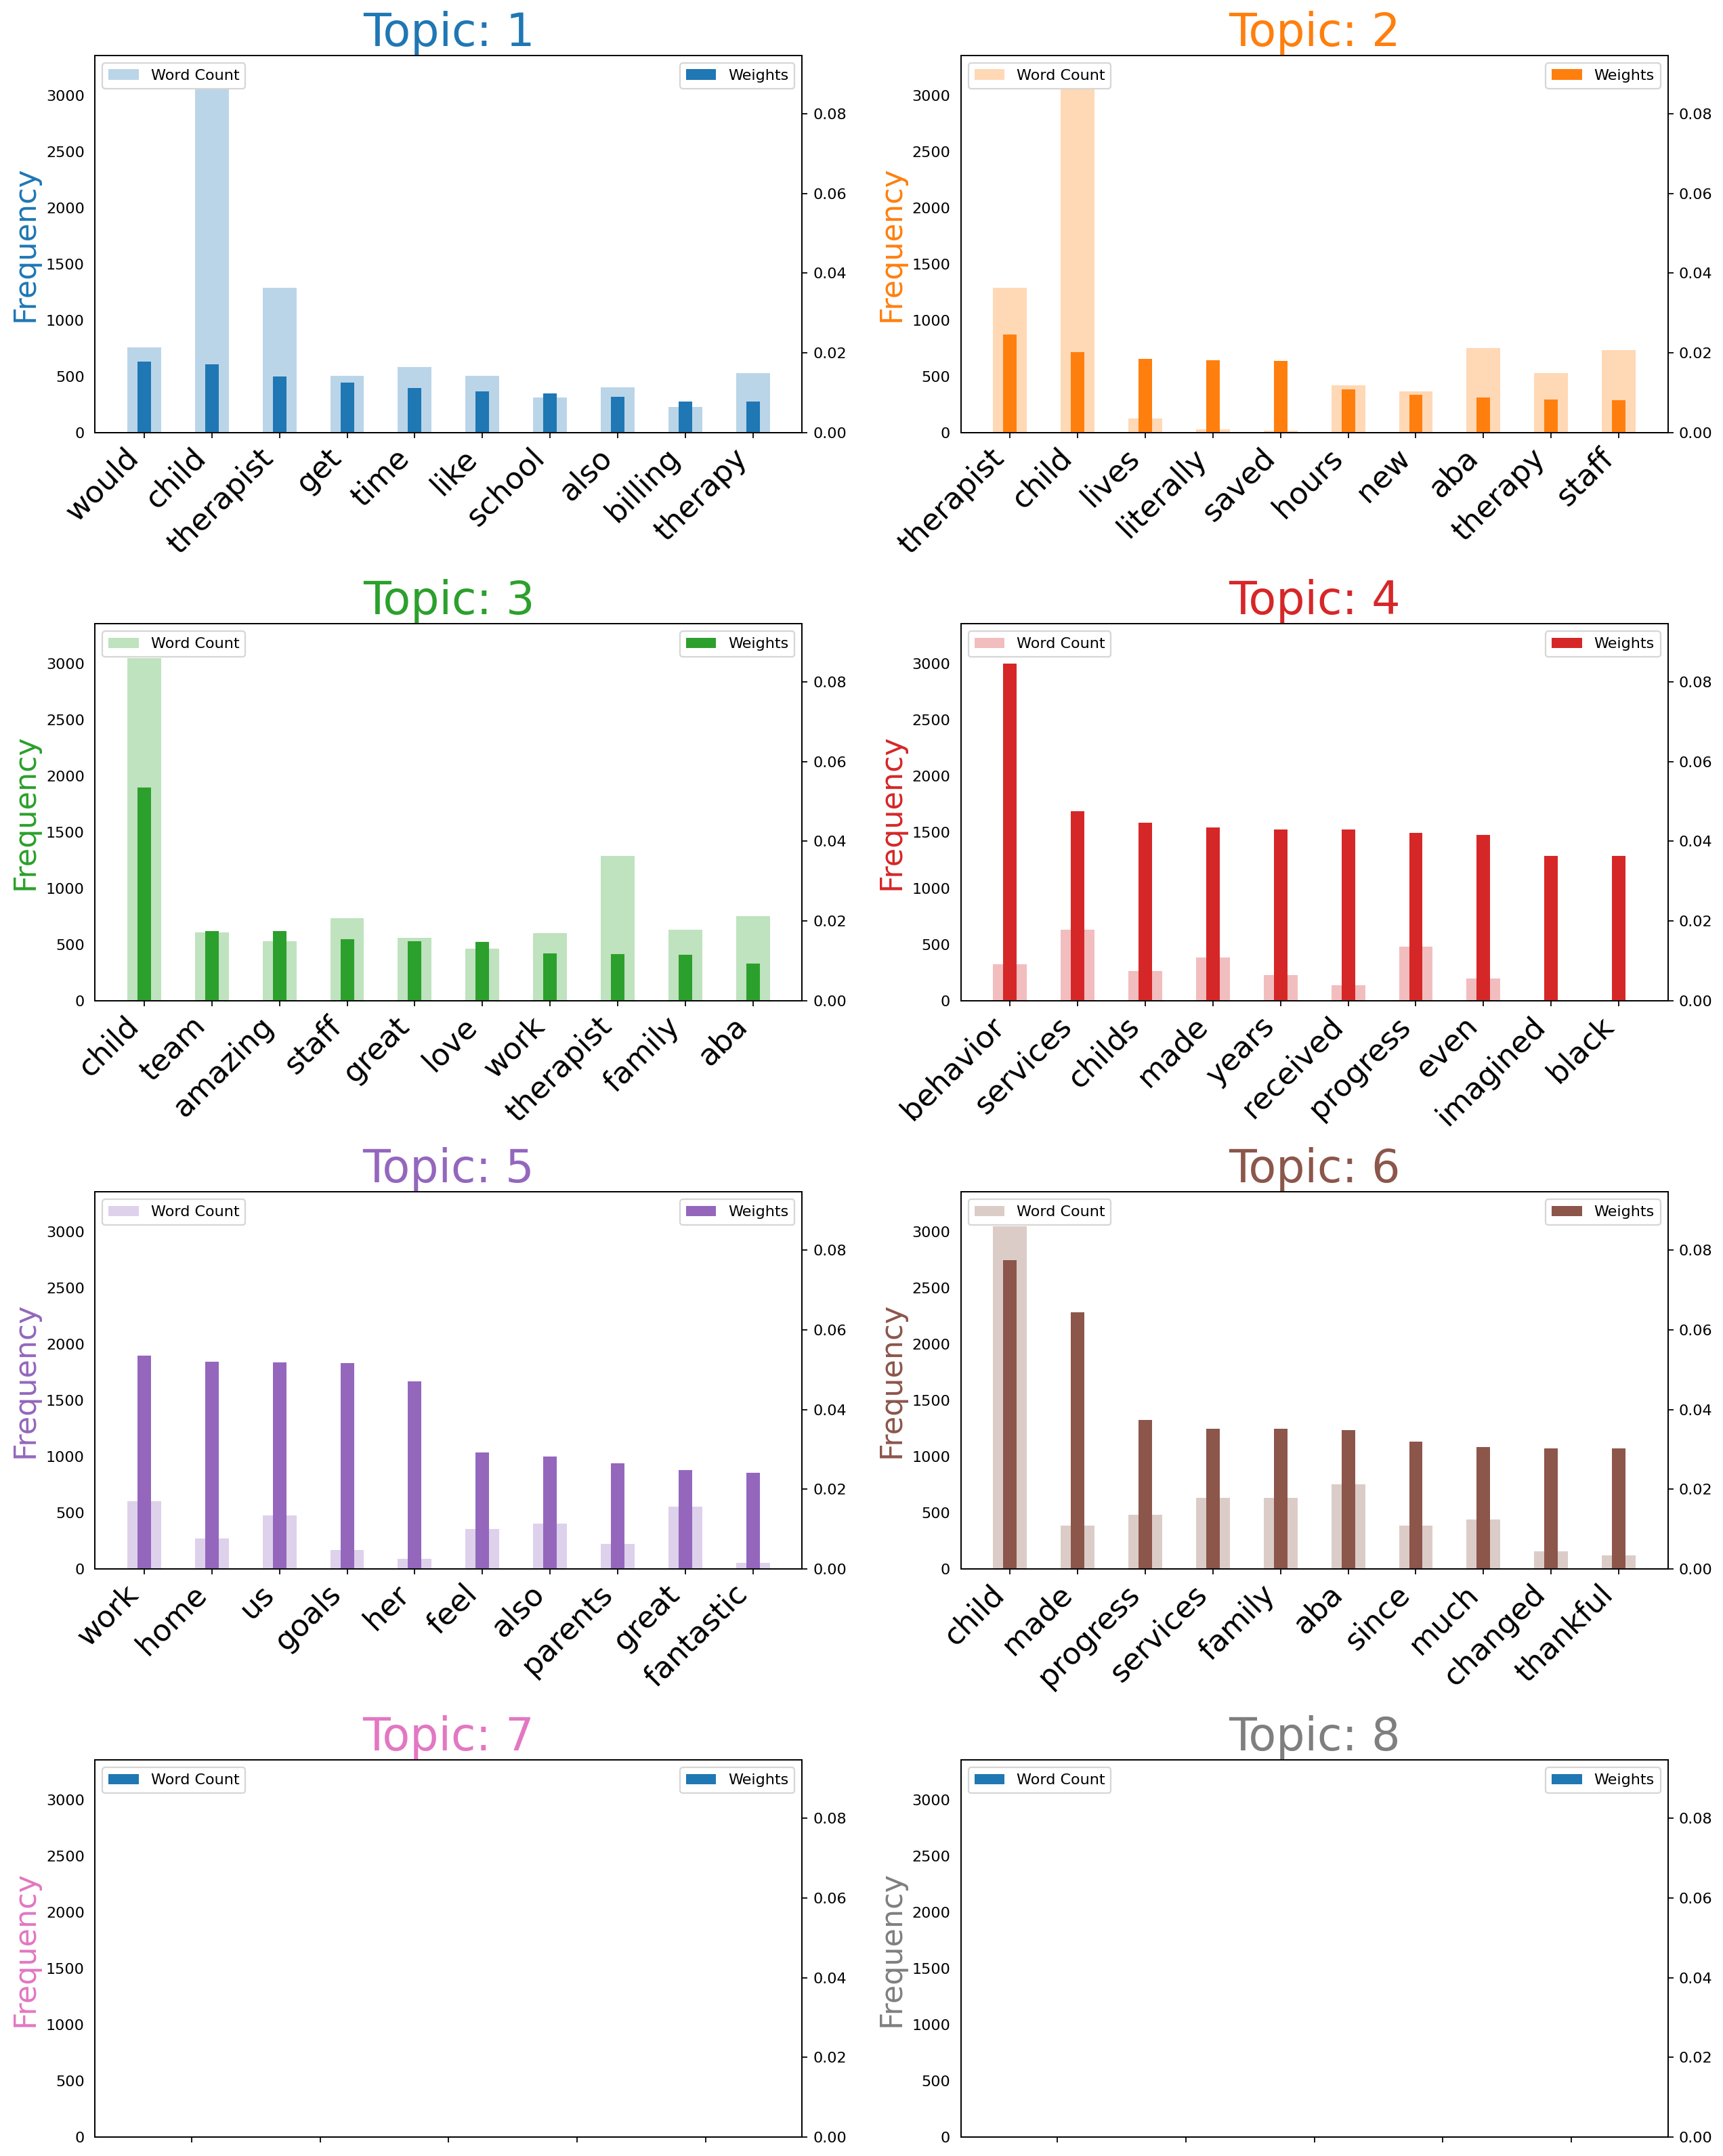 Topic: 1
Word Count
Weights
Frequency
3000
2500
2000
1500
1000
500
0
0.08
0.06
0.04
0.02
0.00
would
child
therapist
get
time
like
school
also
billing
therapy
Topic: 2
Word Count
Weights
Frequency
3000
2500
2000
1500
1000
500
0
0.08
0.06
0.04
0.02
0.00
therapist
child
lives
literally
saved
hours
new
aba
therapy
staff
Topic: 3
Word Count
Weights
Frequency
3000
2500
2000
1500
1000
500
0
0.08
0.06
0.04
0.02
0.00
child
team
amazing
staff
great
love
work
therapist
family
aba
Topic: 4
Word Count
Weights
Frequency
3000
2500
2000
1500
1000
500
0
0.08
0.06
0.04
0.02
0.00
behavior
services
childs
made
years
received
progress
even
imagined
black
Topic: 5
Word Count
Weights
Frequency
3000
2500
2000
1500
1000
500
0
0.08
0.06
0.04
0.02
0.00
work
home
us
goals
her
feel
also
parents
great
fantastic
Topic: 6
Word Count
Weights
Frequency
3000
2500
2000
1500
1000
500
0
0.08
0.06
0.04
0.02
0.00
child
made
progress
services
family
aba
since
much
changed
thankful
Topic: 7
Word Count
Weights
Frequency
3000
2500
2000
1500
1000
500
0
0.08
0.06
0.04
0.02
0.00
Topic: 8
Word Count
Weights
Frequency
3000
2500
2000
1500
1000
500
0
0.08
0.06
0.04
0.02
0.00